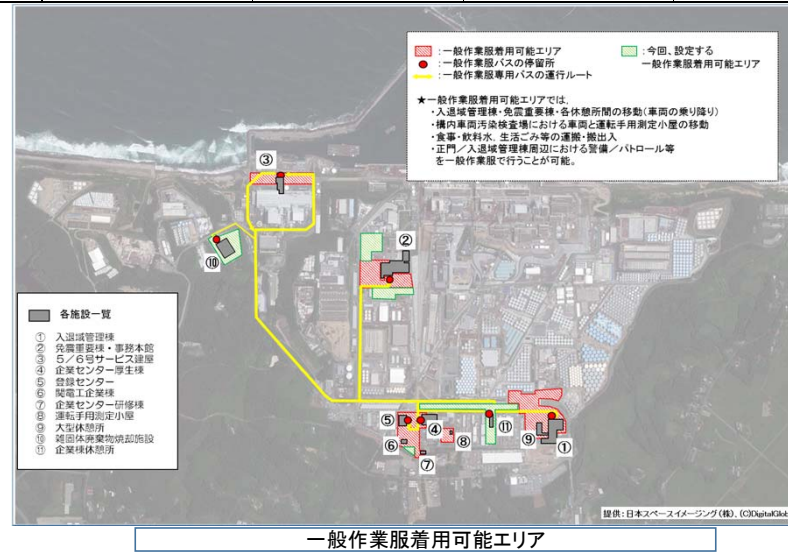 :一般作業服着用可能エリア
:一般作業服バスの停留所
:一般作業服専用バスの運行ルート
:今回、設定する
一般作業服着用可能エリア
★一般作業服着用可能エリアでは、
・入退域管理棟・免震重要棟・各休憩所間の移動(車両の乗り降り)
・構内車両汚染検査場における車両と運転手用測定小屋の移動
・食事・飲料水、生活ごみ等の運搬・搬出入
・正門/入退域管理棟周辺における警備/パトロール等
を一般作業服で行うことが可能。
③
②
⑩
各施設一覧
① 入退域管理棟
② 免震重要棟・事務本館
③ 5/6号サービス建屋
④ 企業センター厚生棟
⑤ 登録センター
⑥ 関電工企業棟
⑦ 企業センター研修棟
⑧ 運転手用測定小屋
⑨ 大型休憩所
⑩ 雑固体廃棄物焼却施設
⑪ 企業棟休憩所
⑤
④
⑥
⑦
⑧
⑪
⑨
①
提供:日本スペースイメージング(株)、(C)DigitalGlob
一般作業服着用可能エリア